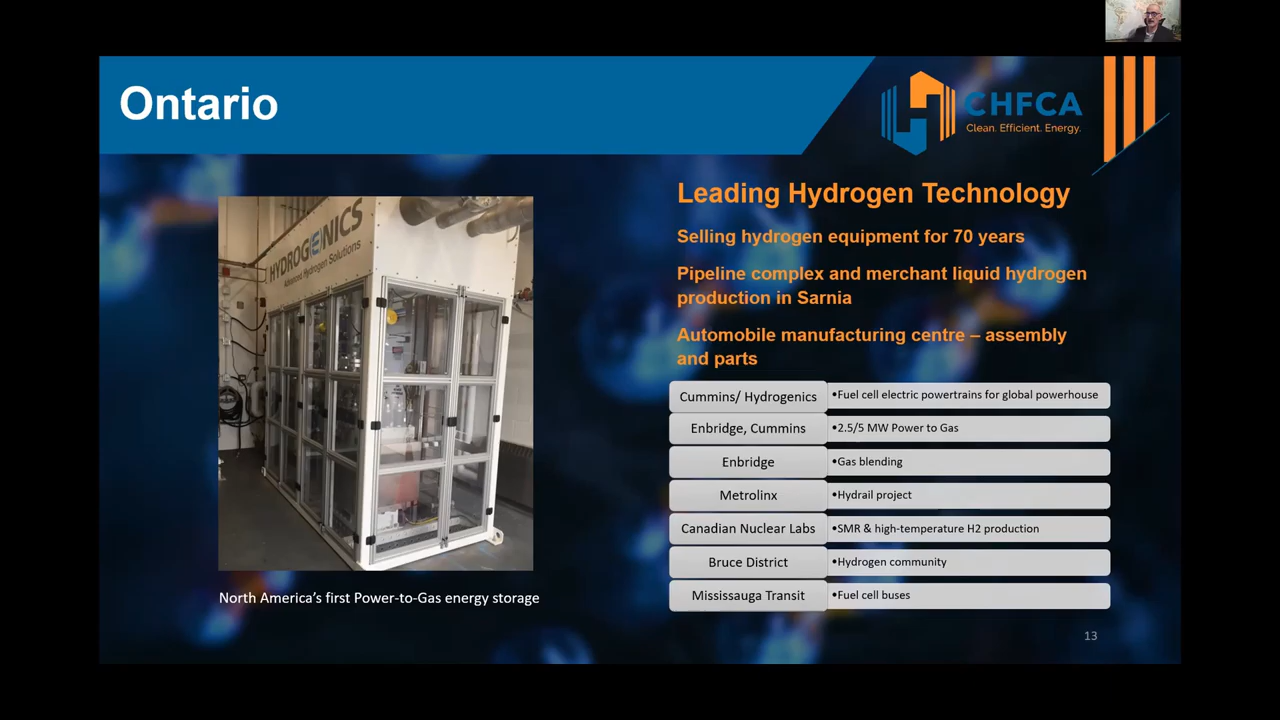 Ontario
CHFCA
Clean. Efficient. Energy.
HYDROGENICS
Advanced Hydrogen Solutions
North America's first Power-to-Gas energy storage
Leading Hydrogen Technology
Selling hydrogen equipment for 70 years
Pipeline complex and merchant liquid hydrogen
production in Sarnia
Automobile manufacturing centre – assembly
and parts
Cummins/ Hydrogenics •Fuel cell electric powertrains for global powerhouse
Enbridge, Cummins •2.5/5 MW Power to Gas
Enbridge •Gas blending
Metrolinx •Hydrail project
Canadian Nuclear Labs •SMR & high-temperature H2 production
Bruce District •Hydrogen community
Mississauga Transit •Fuel cell buses
13